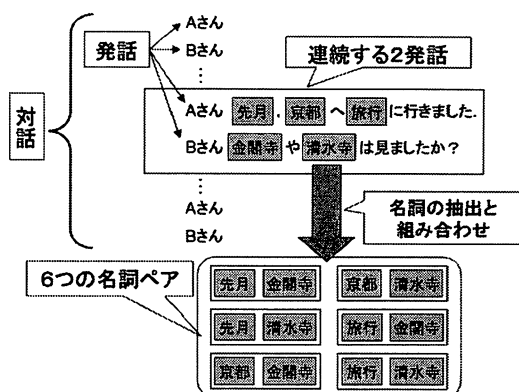 Aさん
発話
Bさん
⋮
連続する2発話
対話
Aさん 先月,京都へ旅行に行きました.
Bさん 金閣寺や清水寺は見ましたか?
⋮
Aさん
Bさん
名詞の抽出と
組み合わせ
6つの名詞ペア
先月 金閣寺 京都 清水寺
先月 清水寺 旅行 金閣寺
京都 金閣寺 旅行 清水寺